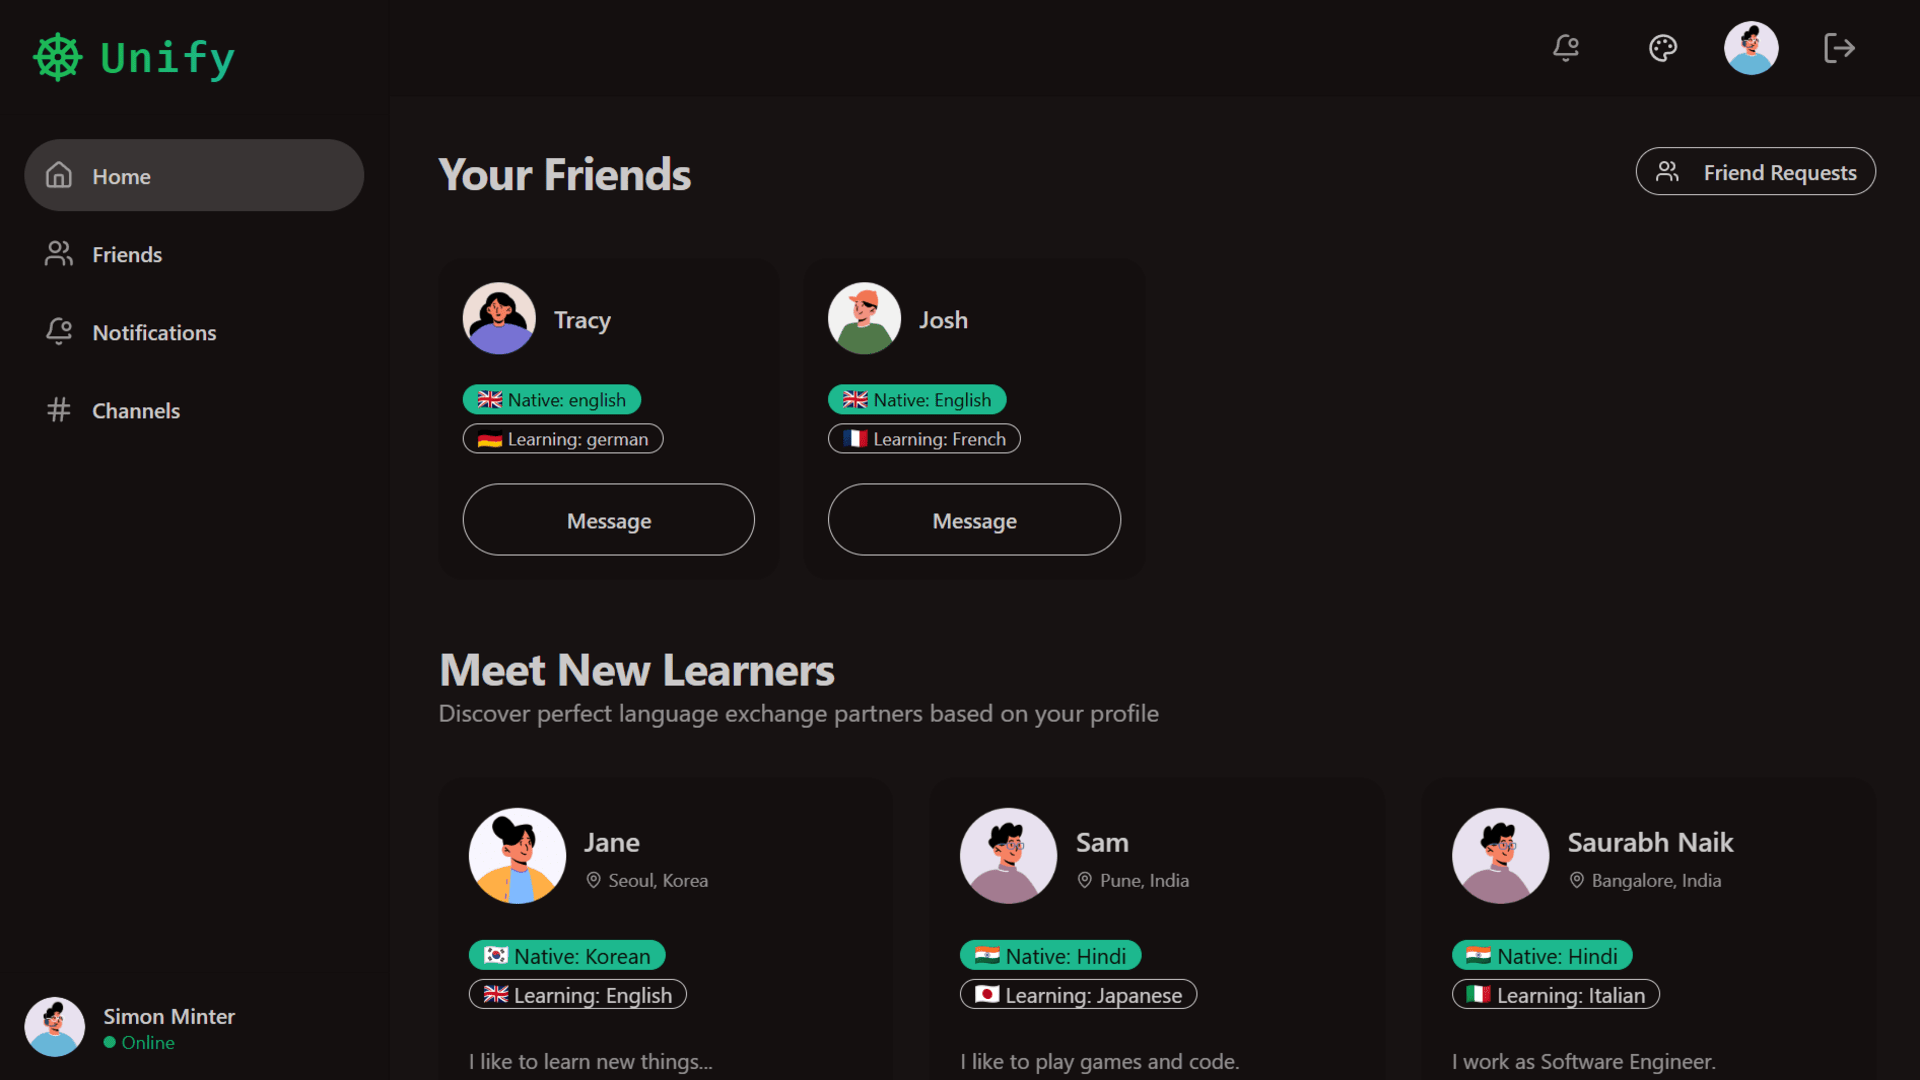 Unify
Home
Friends
Notifications
Channels
Simon Minter
Online
Your Friends
Friend Requests
Tracy
Native: english
Learning: german
Message
Josh
Native: English
Learning: French
Message
Meet New Learners
Discover perfect language exchange partners based on your profile
Jane
Seoul, Korea
Native: Korean
Learning: English
I like to learn new things...
Sam
Pune, India
Native: Hindi
Learning: Japanese
I like to play games and code.
Saurabh Naik
Bangalore, India
Native: Hindi
Learning: Italian
I work as Software Engineer.